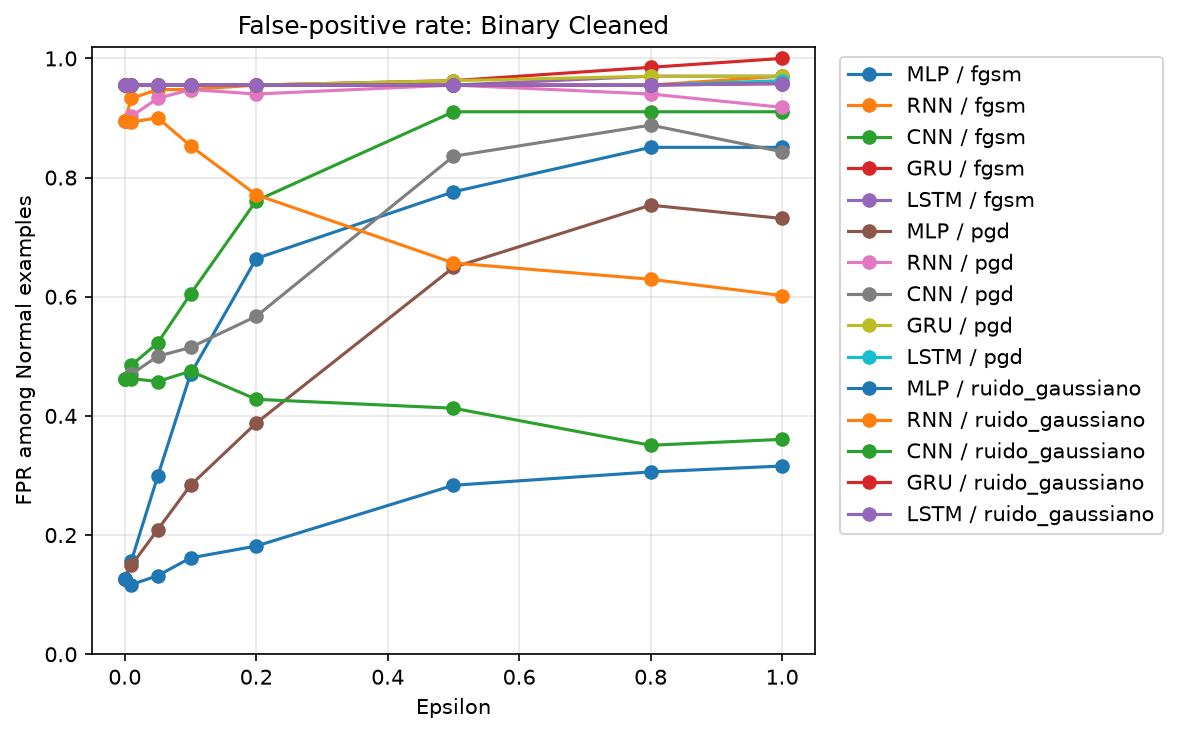 False-positive rate: Binary Cleaned
1.0
0.8
0.6
0.4
0.2
0.0
FPR among Normal examples
0.0
0.2
0.4
0.6
0.8
1.0
Epsilon
MLP / fgsm
RNN / fgsm
CNN / fgsm
GRU / fgsm
LSTM / fgsm
MLP / pgd
RNN / pgd
CNN / pgd
GRU / pgd
LSTM / pgd
MLP / ruido_gaussiano
RNN / ruido_gaussiano
CNN / ruido_gaussiano
GRU / ruido_gaussiano
LSTM / ruido_gaussiano